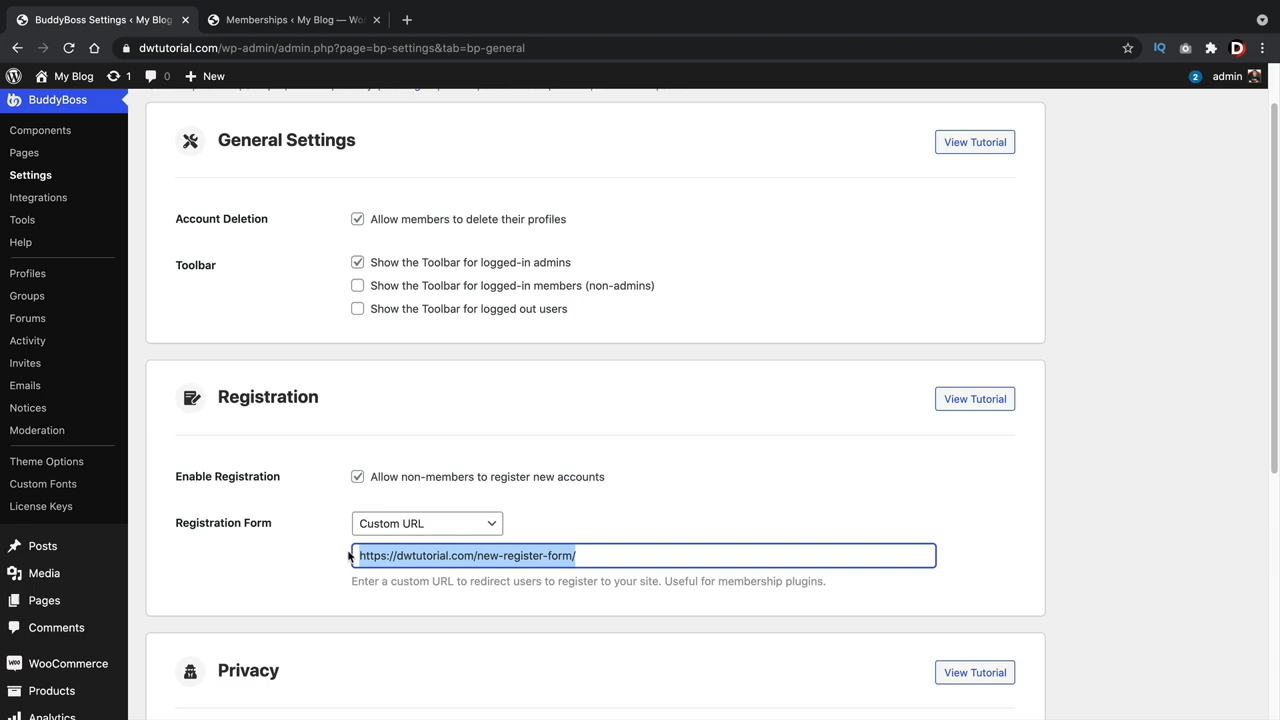 BuddyBoss Settings ‹ My Blog
Memberships ‹ My Blog — Wo
dwtutorial.com/wp-admin/admin.php?page=bp-settings&tab=bp-general
IQ
D
My Blog
1
0
New
2
admin
BuddyBoss
Components
Pages
Settings
Integrations
Tools
Help
Profiles
Groups
Forums
Activity
Invites
Emails
Notices
Moderation
Theme Options
Custom Fonts
License Keys
Posts
Media
Pages
Comments
WooCommerce
Products
Analytics
General Settings
View Tutorial
Account Deletion
Allow members to delete their profiles
Toolbar
Show the Toolbar for logged-in admins
Show the Toolbar for logged-in members (non-admins)
Show the Toolbar for logged out users
Registration
View Tutorial
Enable Registration
Allow non-members to register new accounts
Registration Form
Custom URL
https://dwtutorial.com/new-register-form/
Enter a custom URL to redirect users to register to your site. Useful for membership plugins.
Privacy
View Tutorial